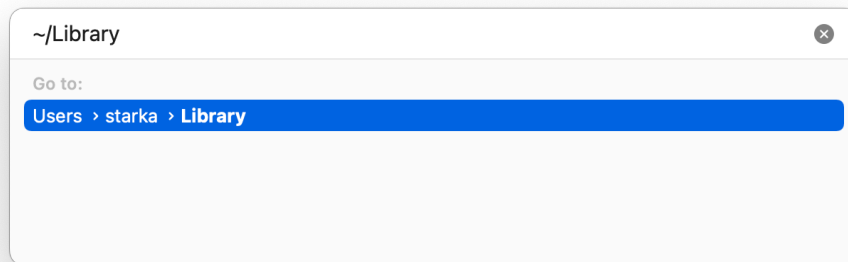 ~/Library
Go to:
Users › starka › Library